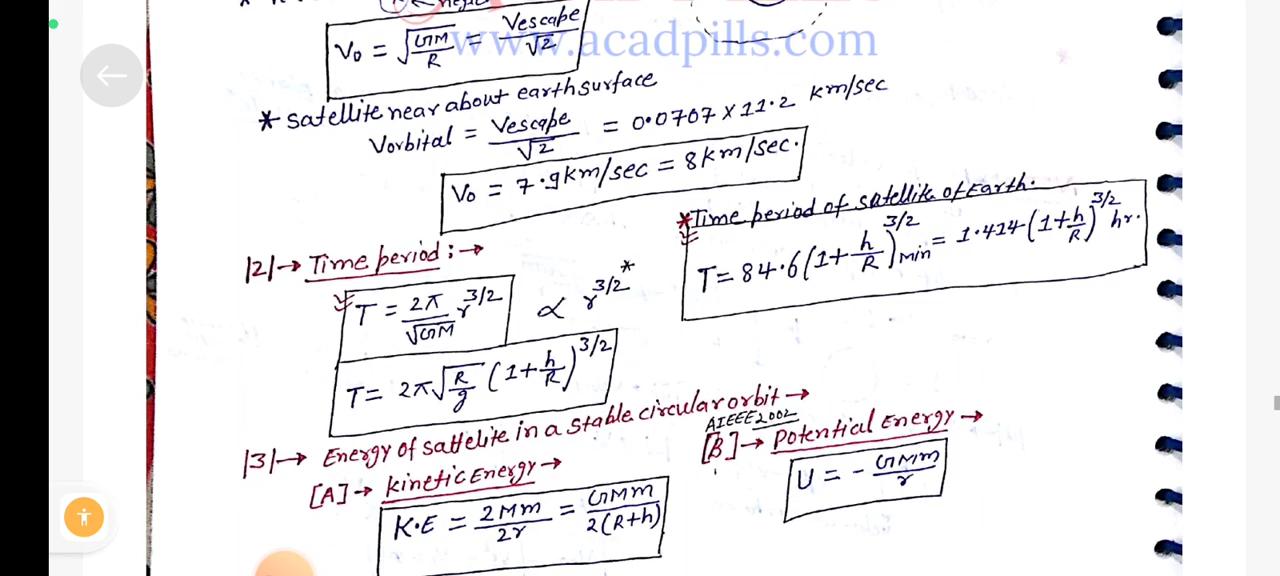 www.acadpills.com
V₀ = √(GM/R) = Vescape/√2
* Satellite near about earth surface
Vorbital = Vescape/√2 = 0.0707 × 11.2 km/sec
V₀ = 7.9 km/sec = 8 km/sec.
*Time period of satellite of Earth.
T = 84.6 (1+h/R)^3/2 min = 1.414 (1+h/R)^3/2 hr.
|2|→ Time period :→
T = 2π/√GM r^3/2 ∝ r^3/2 *
T = 2π√(R/g) (1+h/R)^3/2
|3|→ Energy of sattelite in a stable circular orbit →
[A]→ kinetic Energy →
K.E = 2Mm/2r = GMm/2(R+h)
AIEEE 2002
[B]→ Potential Energy →
U = - GMm/r